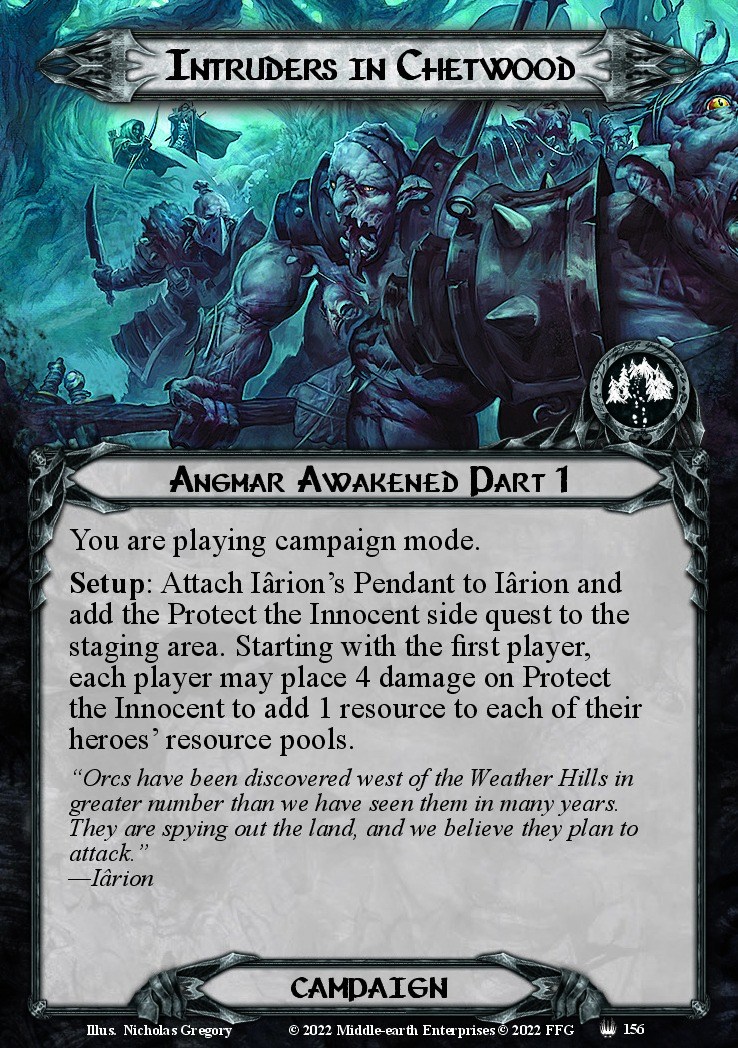 Intruders in Chetwood
Angmar Awakened Part 1
You are playing campaign mode.
Setup: Attach Iârion’s Pendant to Iârion and
add the Protect the Innocent side quest to the
staging area. Starting with the first player,
each player may place 4 damage on Protect
the Innocent to add 1 resource to each of their
heroes’ resource pools.
“Orcs have been discovered west of the Weather Hills in
greater number than we have seen them in many years.
They are spying out the land, and we believe they plan to
attack.”
—Iârion
CAMPAIGN
Illus. Nicholas Gregory © 2022 Middle-earth Enterprises © 2022 FFG 156